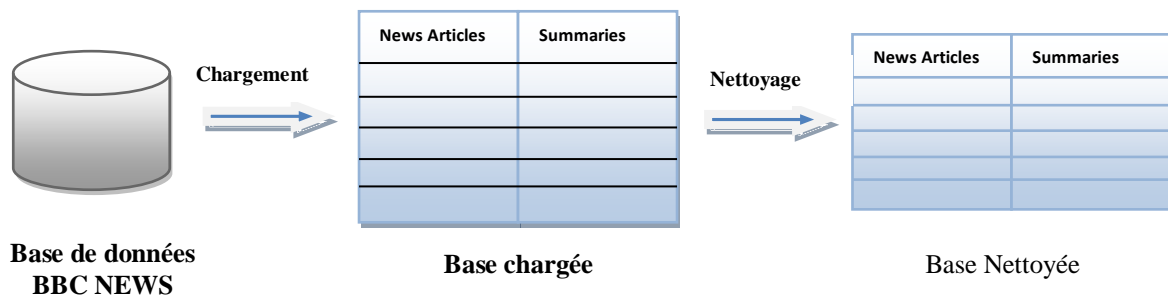 News Articles
Summaries
Chargement
Nettoyage
News Articles
Summaries
Base de données
BBC NEWS
Base chargée
Base Nettoyée